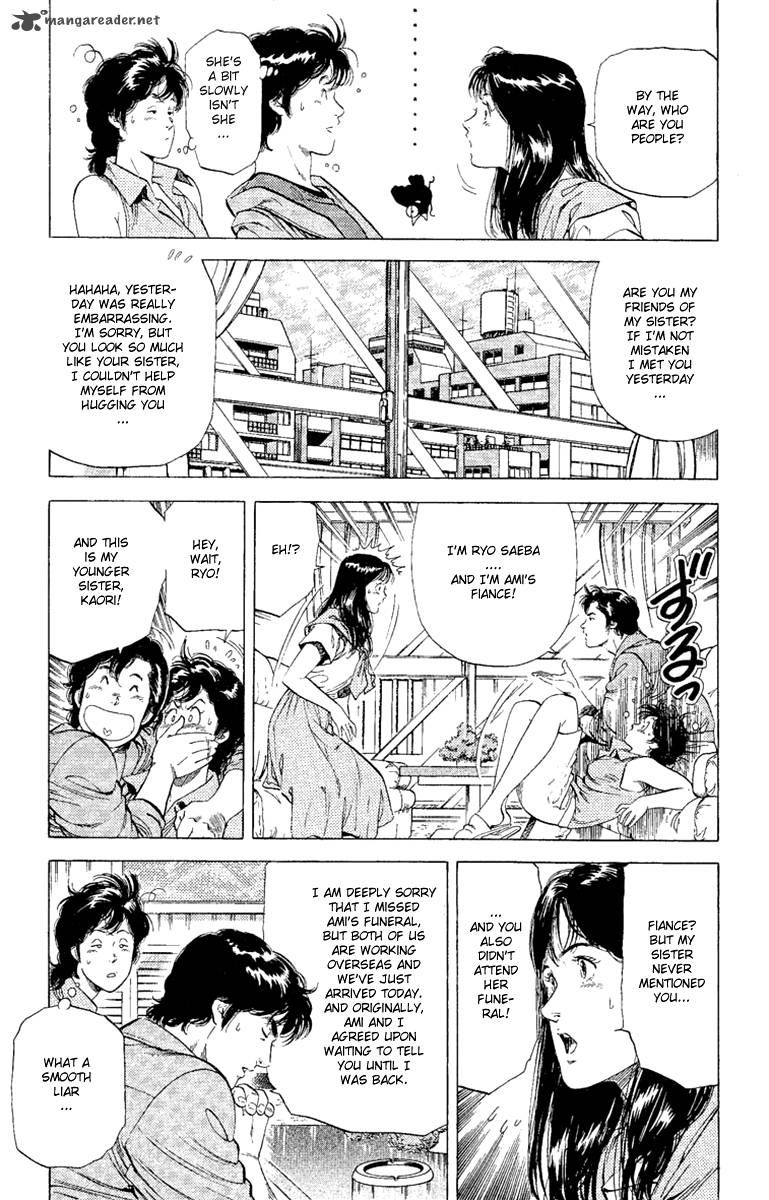 mangareader.net
BY THE
WAY, WHO
ARE YOU
PEOPLE?
SHE'S
A BIT
SLOWLY
ISN'T
SHE
...
ARE YOU MY
FRIENDS OF
MY SISTER?
IF I'M NOT
MISTAKEN
I MET YOU
YESTERDAY
...
HAHAHA, YESTER-
DAY WAS REALLY
EMBARRASSING.
I'M SORRY, BUT
YOU LOOK SO MUCH
LIKE YOUR SISTER,
I COULDN'T HELP
MYSELF FROM
HUGGING YOU
...
I'M RYO SAEBA
....
AND I'M AMI'S
FIANCE!
ずるっ
EH!?
HEY,
WAIT,
RYO!
AND THIS
IS MY
YOUNGER
SISTER,
KAORI!
FIANCE?
BUT MY
SISTER
NEVER
MENTIONED
YOU...
...
AND YOU
ALSO
DIDN'T
ATTEND
HER
FUNE-
RAL!
I AM DEEPLY SORRY
THAT I MISSED
AMI'S FUNERAL,
BUT BOTH OF US
ARE WORKING
OVERSEAS AND
WE'VE JUST
ARRIVED TODAY.
AND ORIGINALLY,
AMI AND I
AGREED UPON
WAITING TO TELL
YOU UNTIL I
WAS BACK.
WHAT A
SMOOTH
LIAR
...